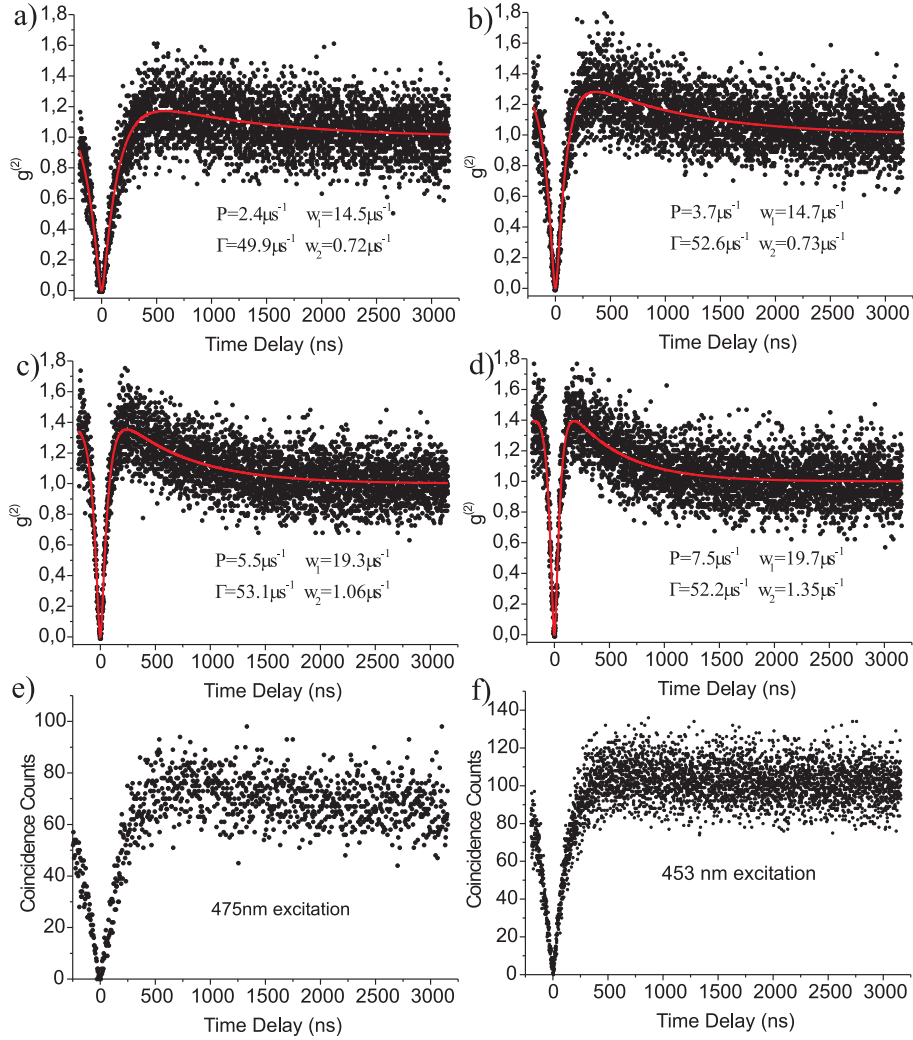 a)
1,8
1,6
1,4
1,2
1,0
0,8
0,6
0,4
0,2
0,0
g(2)
P=2.4μs-1 w1=14.5μs-1
Γ=49.9μs-1 w2=0.72μs-1
0 500 1000 1500 2000 2500 3000
Time Delay (ns)
b)
1,8
1,6
1,4
1,2
1,0
0,8
0,6
0,4
0,2
0,0
g(2)
P=3.7μs-1 w1=14.7μs-1
Γ=52.6μs-1 w2=0.73μs-1
0 500 1000 1500 2000 2500 3000
Time Delay (ns)
c)
1,8
1,6
1,4
1,2
1,0
0,8
0,6
0,4
0,2
0,0
g(2)
P=5.5μs-1 w1=19.3μs-1
Γ=53.1μs-1 w2=1.06μs-1
0 500 1000 1500 2000 2500 3000
Time Delay (ns)
d)
1,8
1,6
1,4
1,2
1,0
0,8
0,6
0,4
0,2
0,0
g(2)
P=7.5μs-1 w1=19.7μs-1
Γ=52.2μs-1 w2=1.35μs-1
0 500 1000 1500 2000 2500 3000
Time Delay (ns)
e)
100
80
60
40
20
0
Coincidence Counts
475nm excitation
0 500 1000 1500 2000 2500 3000
Time Delay (ns)
f)
140
120
100
80
60
40
20
0
Coincidence Counts
453 nm excitation
0 500 1000 1500 2000 2500 3000
Time Delay (ns)